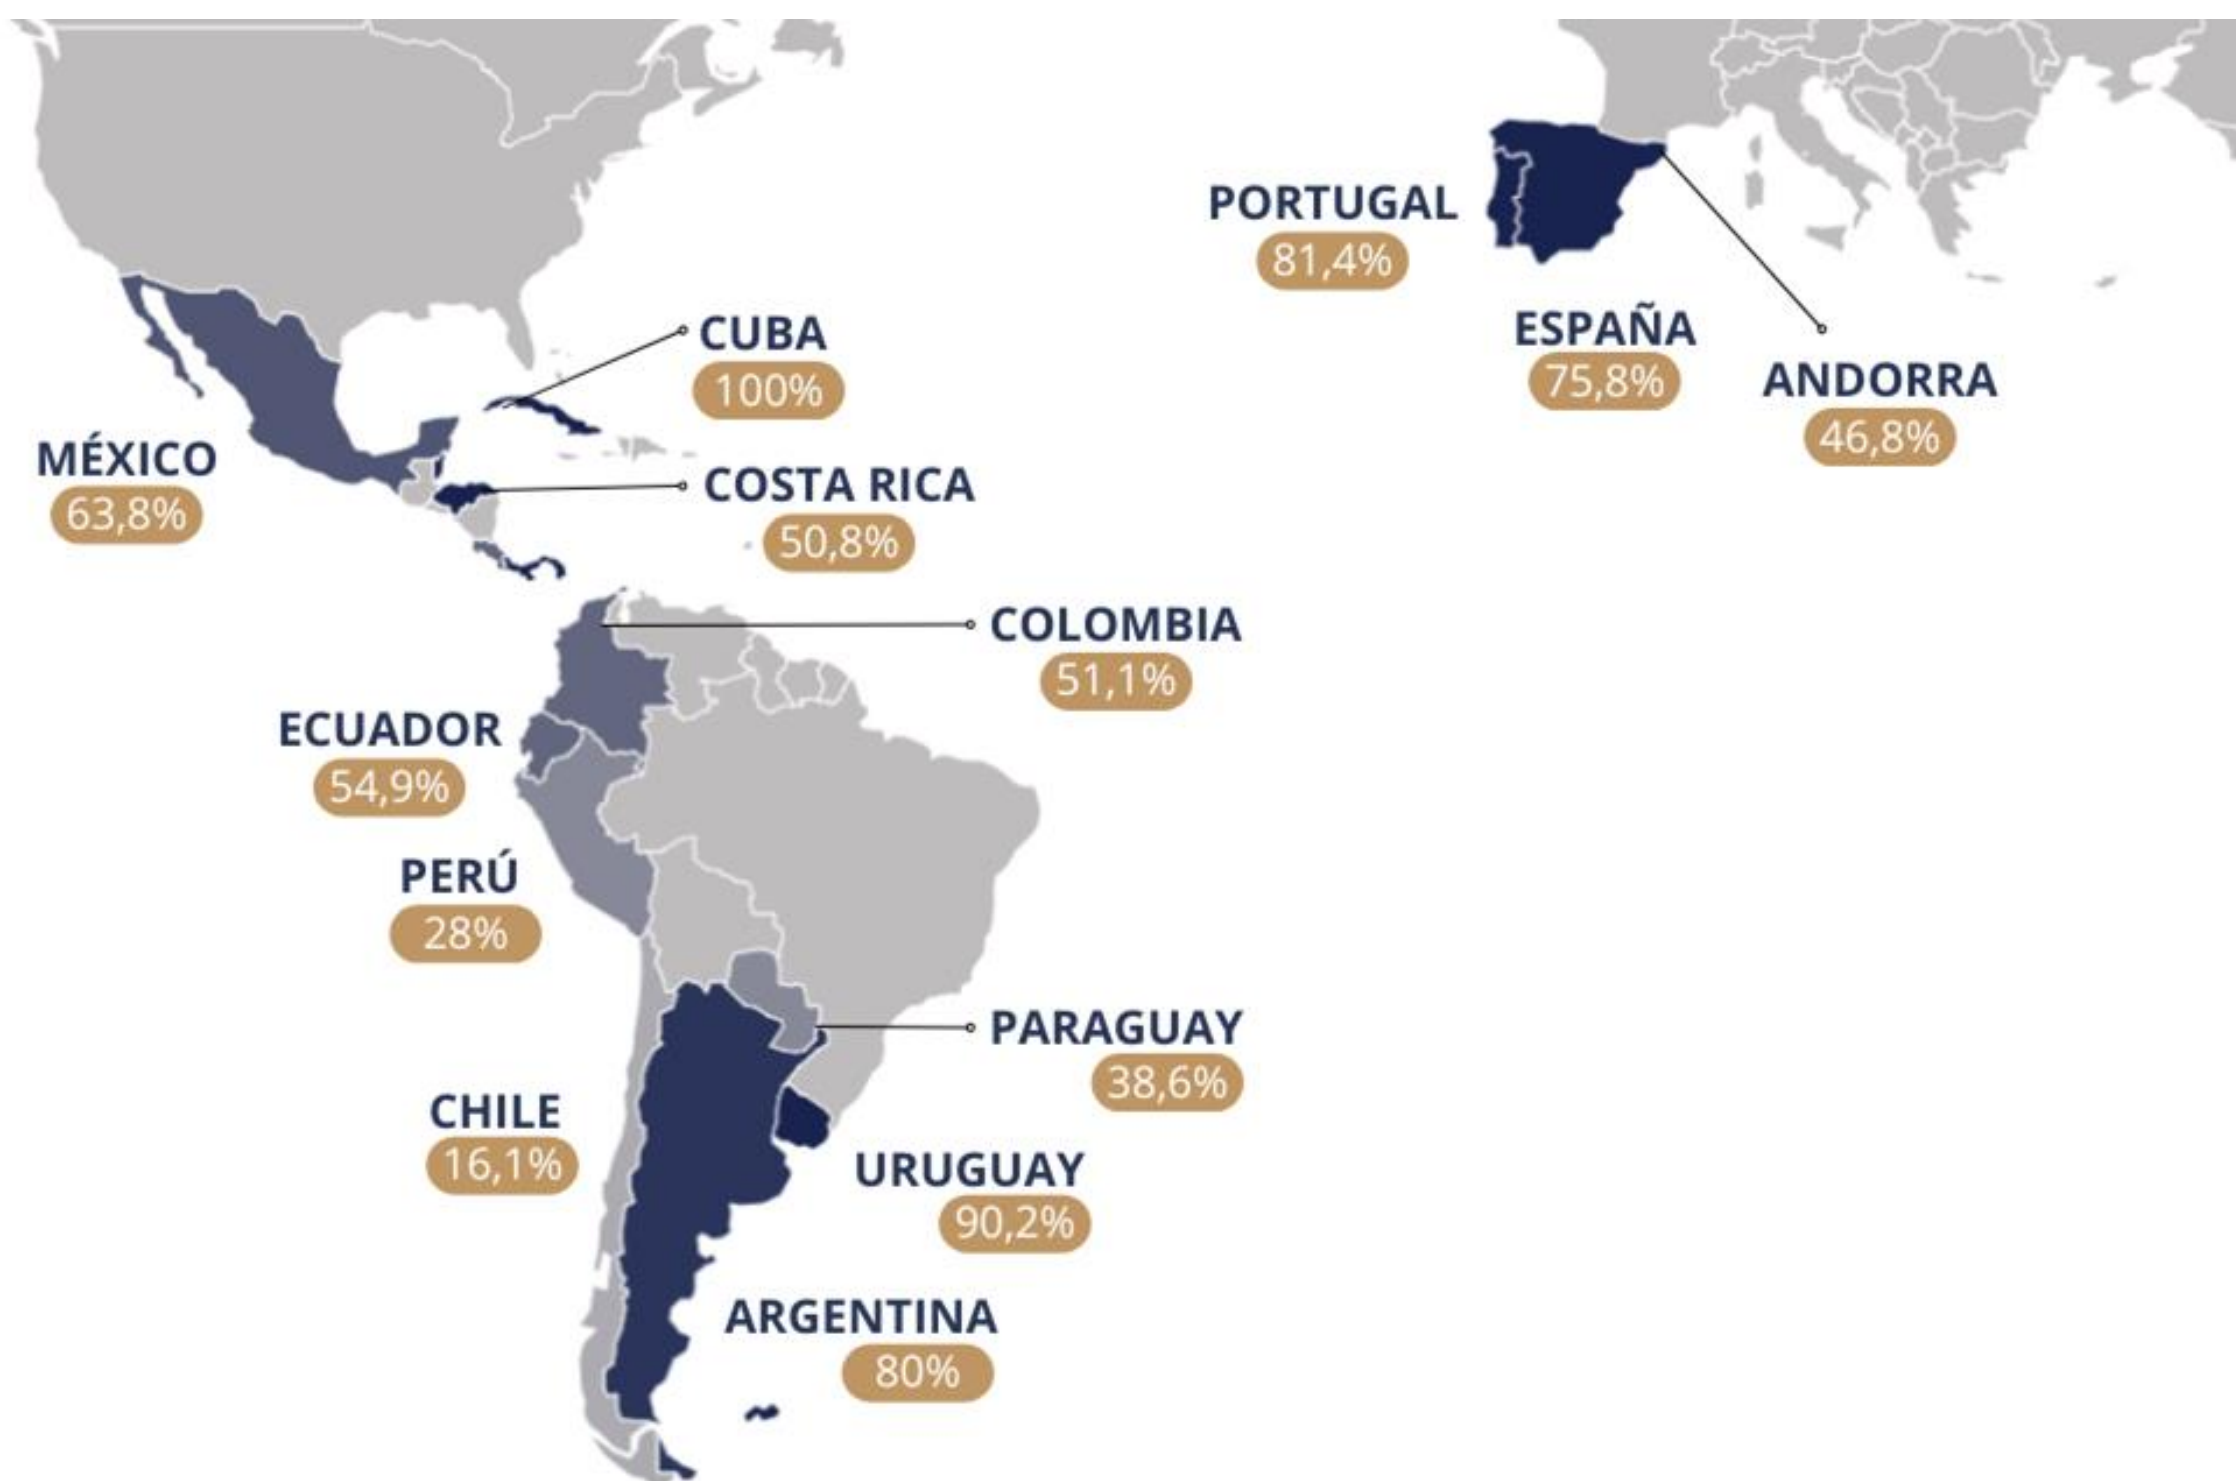 PORTUGAL
81,4%
ESPAÑA
75,8%
ANDORRA
46,8%
CUBA
100%
MÉXICO
63,8%
COSTA RICA
50,8%
COLOMBIA
51,1%
ECUADOR
54,9%
PERÚ
28%
PARAGUAY
38,6%
CHILE
16,1%
URUGUAY
90,2%
ARGENTINA
80%